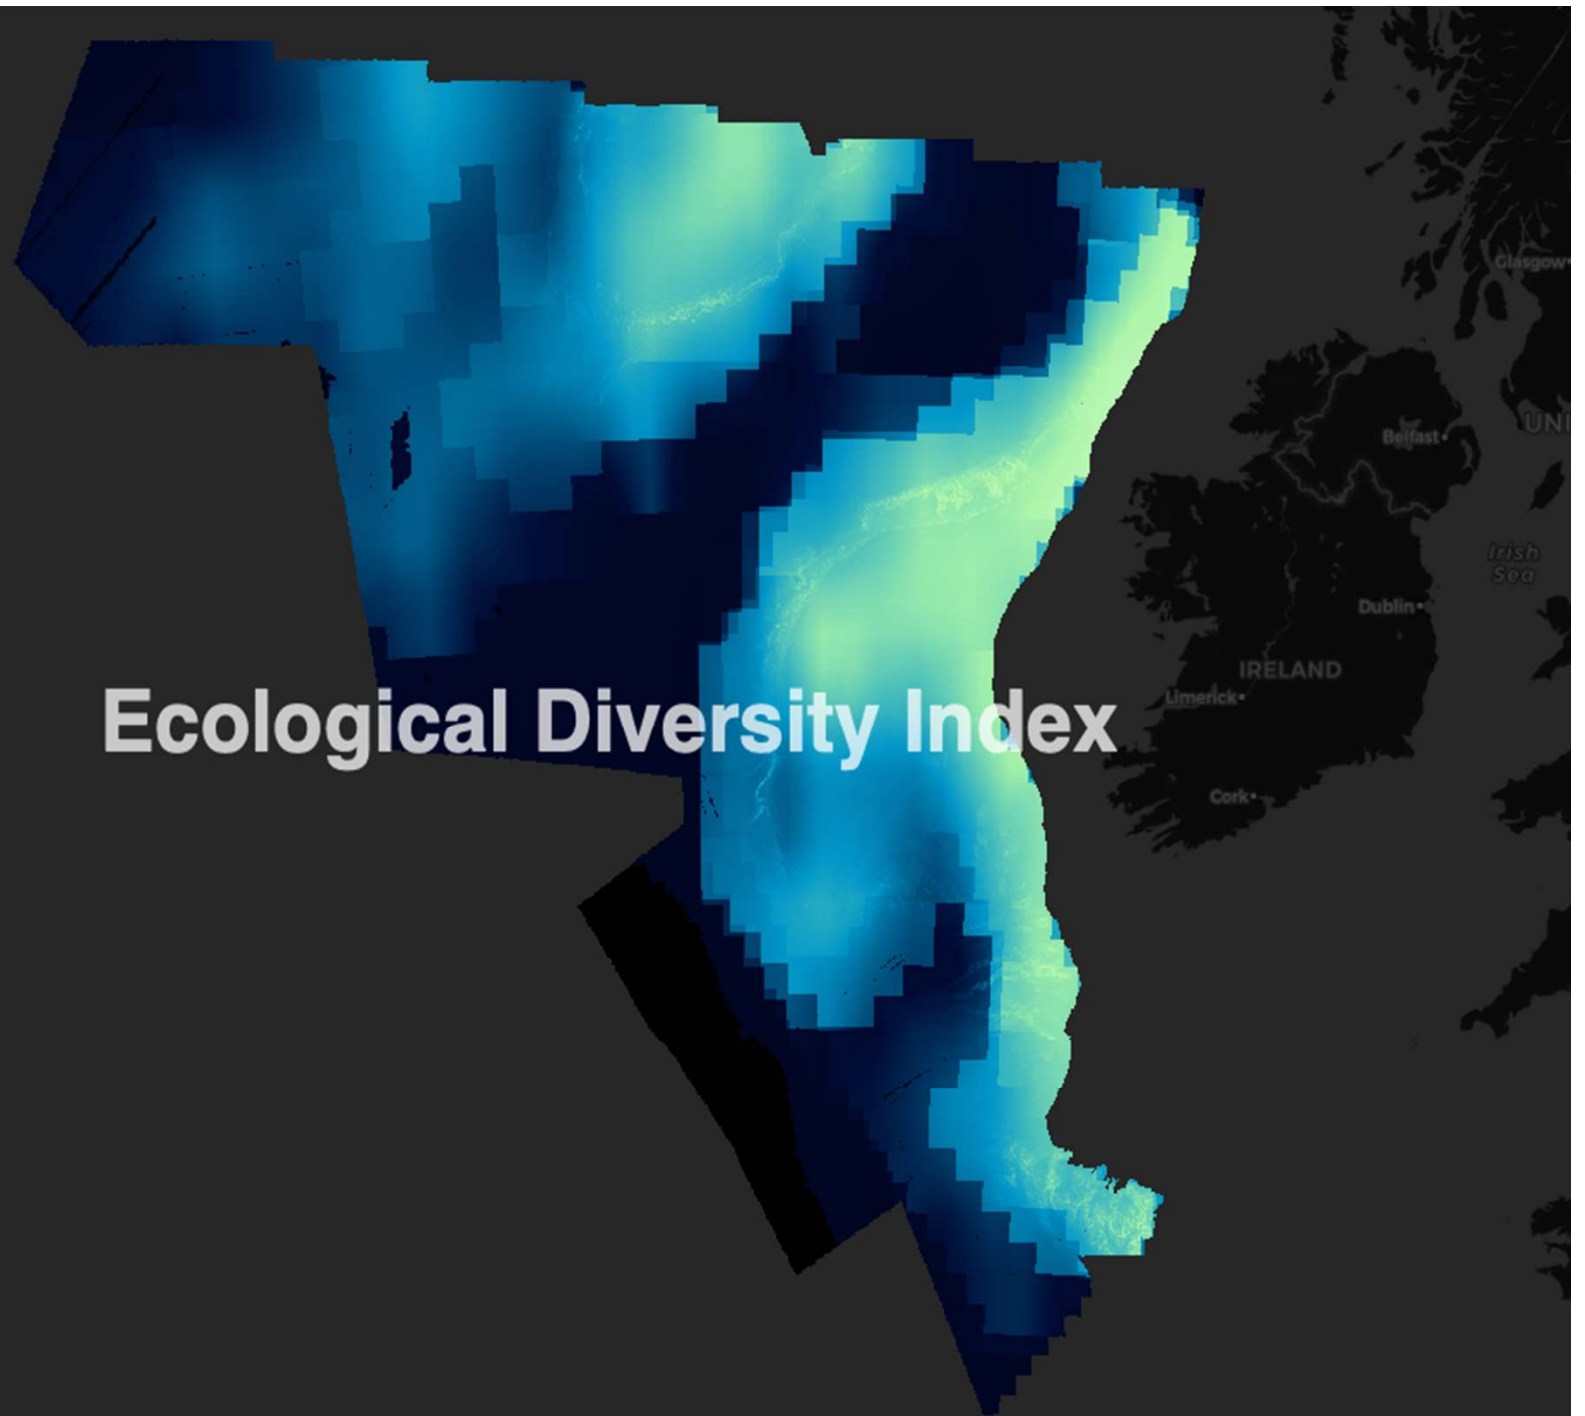 Glasgow
UNI
Belfast
Irish
Sea
Dublin
IRELAND
Limerick
Ecological Diversity Index
Cork